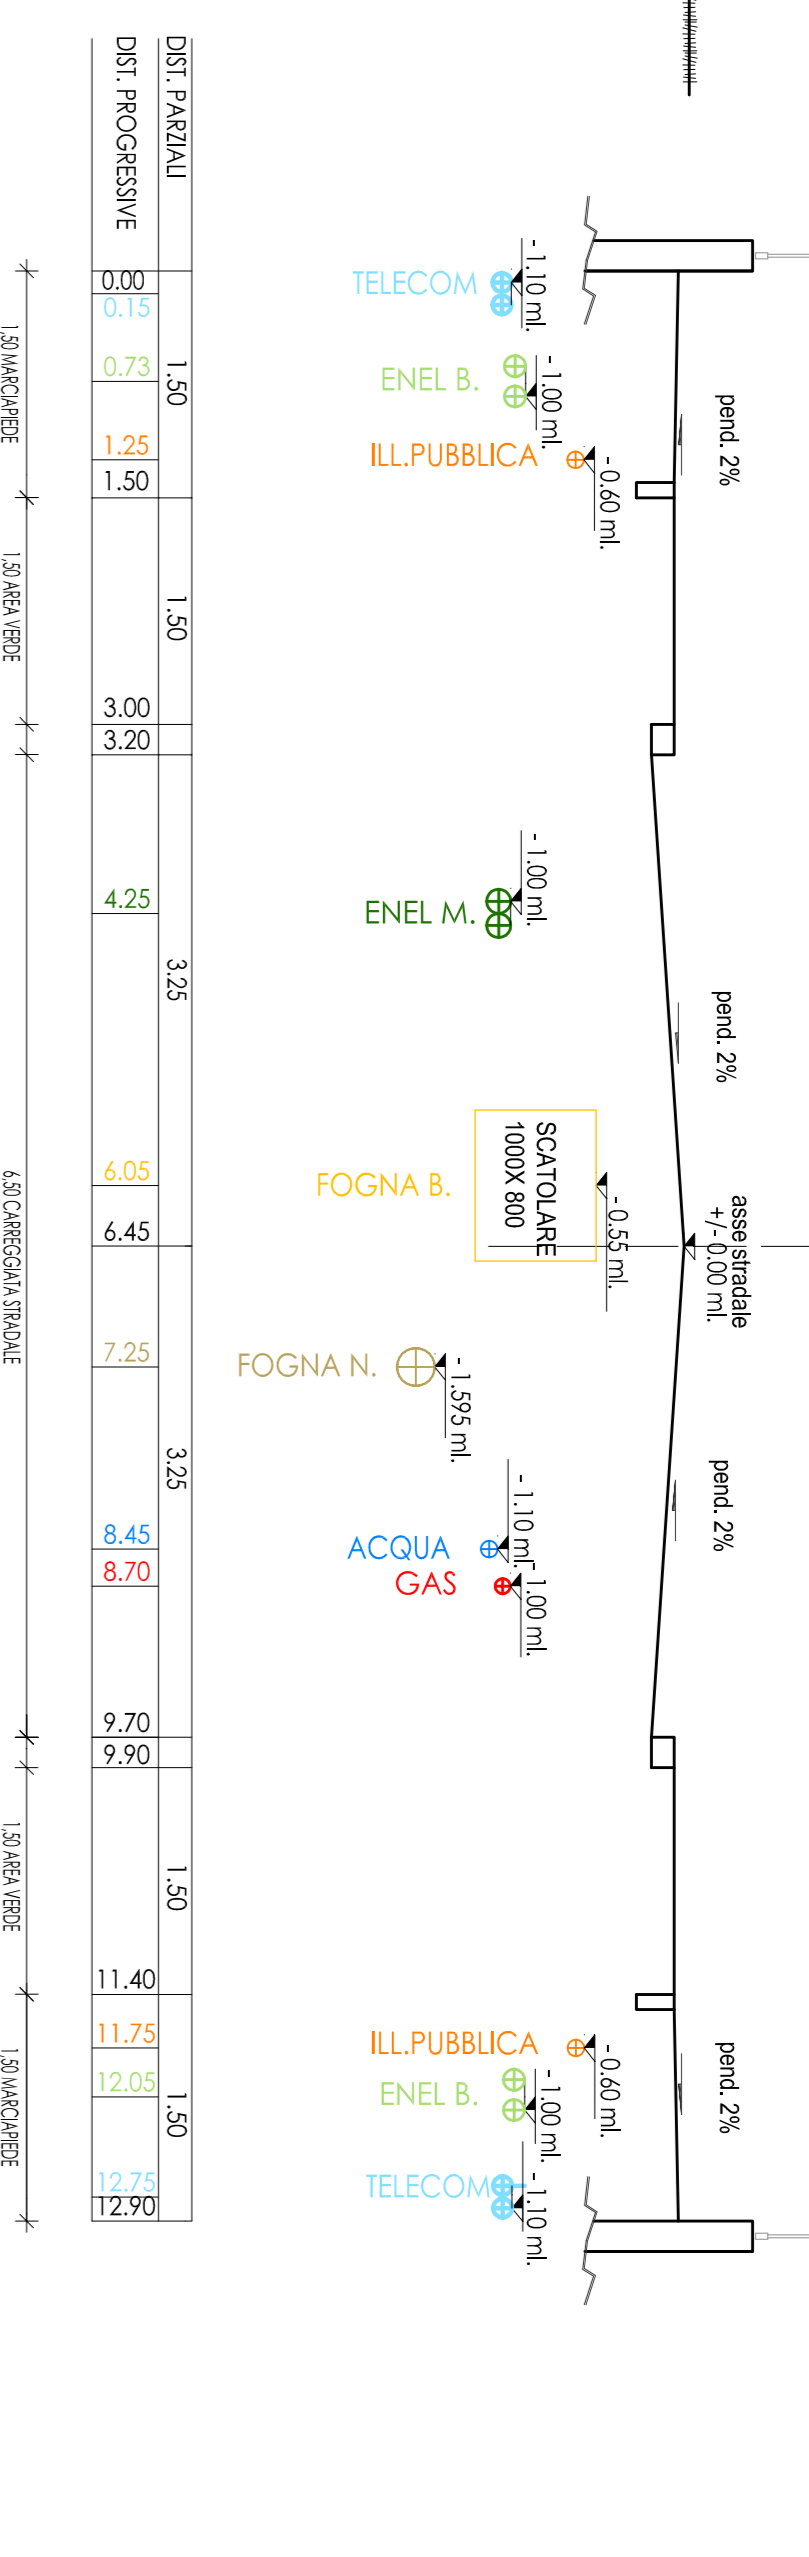 pend. 2%
pend. 2%
asse stradale
+/- 0.00 ml.
pend. 2%
pend. 2%
- 1.10 ml.
TELECOM
- 1.00 ml.
ENEL B.
- 0.60 ml.
ILL.PUBBLICA
- 1.00 ml.
ENEL M.
- 0.55 ml.
SCATOLARE
1000X 800
FOGNA B.
- 1.595 ml.
FOGNA N.
- 1.10 ml.
ACQUA
- 1.00 ml.
GAS
- 0.60 ml.
ILL.PUBBLICA
- 1.00 ml.
ENEL B.
- 1.10 ml.
TELECOM
DIST. PARZIALI 1.50 1.50 3.25 3.25 1.50 1.50
DIST. PROGRESSIVE 0.00 0.15 0.73 1.25 1.50 3.00 3.20 4.25 6.05 6.45 7.25 8.45 8.70 9.70 9.90 11.40 11.75 12.05 12.75 12.90
1,50 MARCIAPIEDE 1,50 AREA VERDE 6,50 CARREGGIATA STRADALE 1,50 AREA VERDE 1,50 MARCIAPIEDE